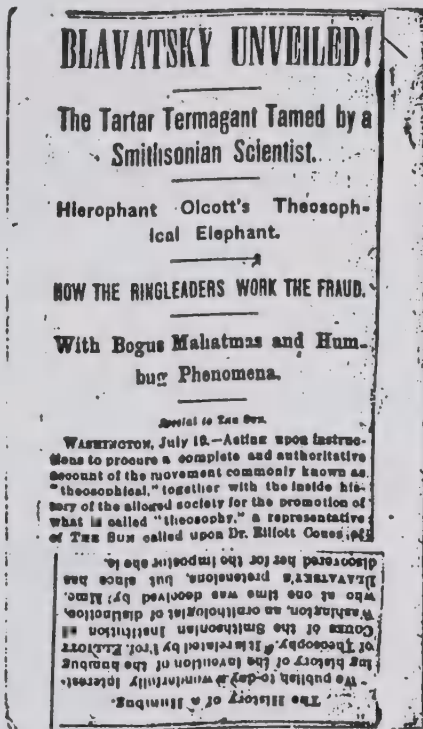 BLAVATSKY UNVEILED!
The Tartar Termagant Tamed by a
Smithsonian Scientist.
Hierophant Olcott's Theosoph-
ical Elephant.
HOW THE RINGLEADERS WORK THE FRAUD.
With Bogus Mahatmas and Hum-
bug Phenomena.
Special to THE SUN.
WASHINGTON, July 19.—Acting upon instruc-
tions to procure a complete and authoritative
account of the movement commonly known as
"theosophical," together with the inside his-
tory of the alleged society for the promotion of
what is called "theosophy," a representative
of THE SUN called upon Dr. Elliott Coues, of
The History of a Humbug.
We publish to-day a wonderfully interest-
ing history of the invention of the humbug
of Theosophy. It is related by Prof. ELLIOTT
COUES of the Smithsonian Institution at
Washington, an ornithologist of distinction,
who at one time was deceived by Mme.
BLAVATSKY'S pretensions, but since has
discovered her for the impostor she is.